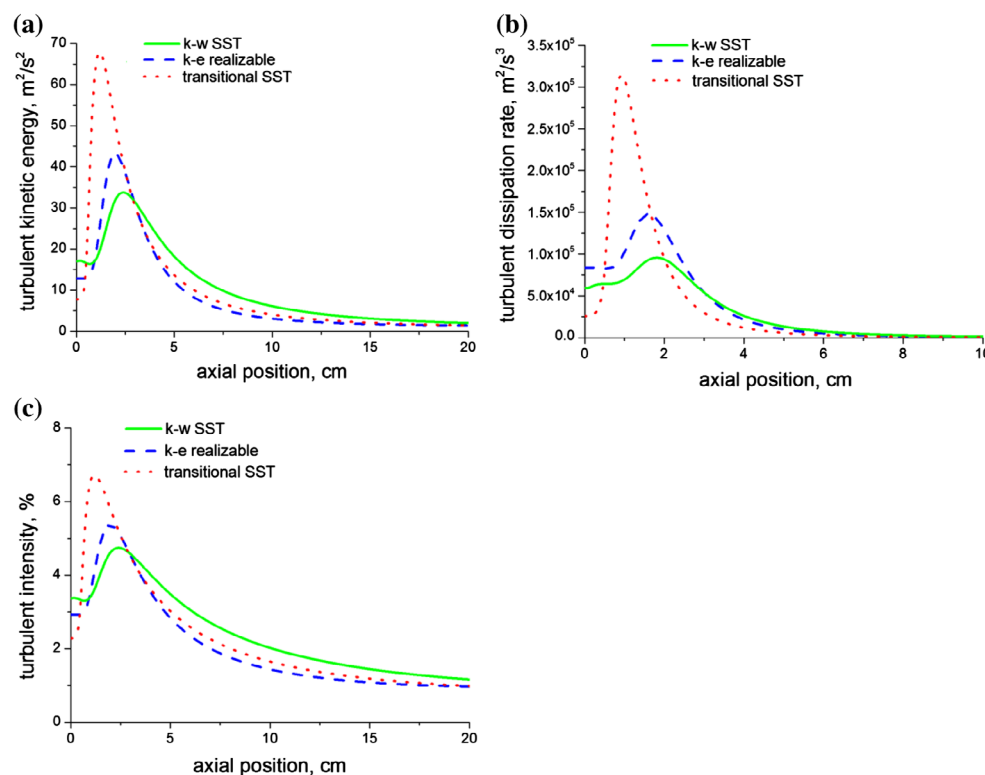 (a)
k-w SST
k-e realizable
transitional SST
turbulent kinetic energy, m²/s²
70
60
50
40
30
20
10
0
0 5 10 15 20
axial position, cm
(b)
k-w SST
k-e realizable
transitional SST
turbulent dissipation rate, m²/s³
3.5x10⁵
3.0x10⁵
2.5x10⁵
2.0x10⁵
1.5x10⁵
1.0x10⁵
5.0x10⁴
0.0
0 2 4 6 8 10
axial position, cm
(c)
k-w SST
k-e realizable
transitional SST
turbulent intensity, %
8
6
4
2
0
0 5 10 15 20
axial position, cm